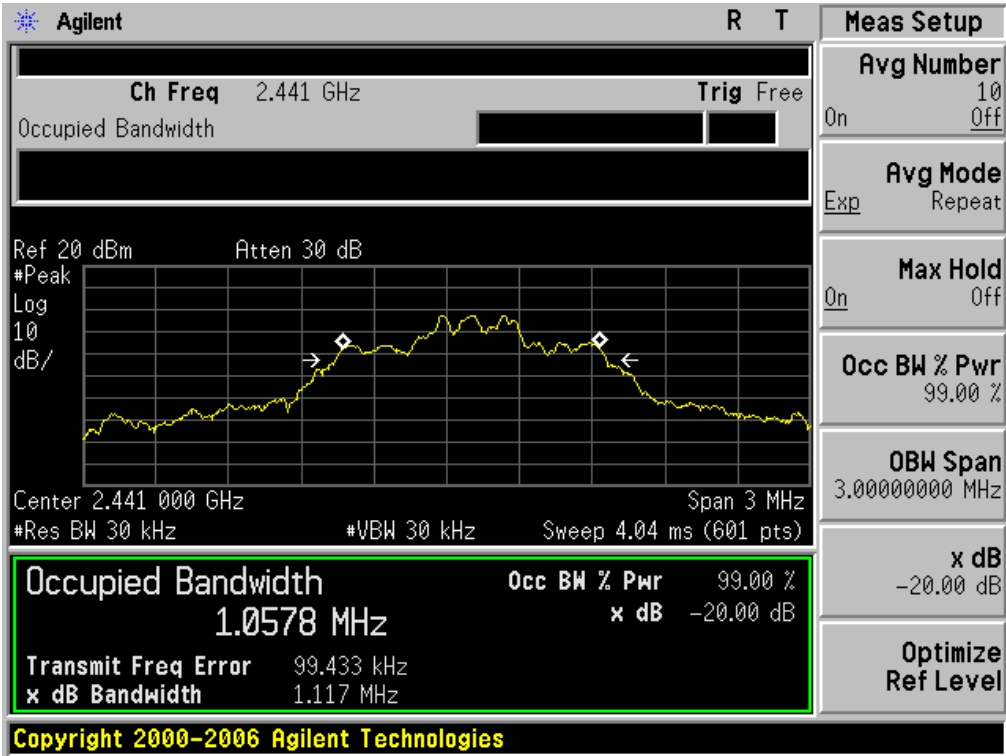 Agilent R T
Ch Freq 2.441 GHz Trig Free
Occupied Bandwidth
Ref 20 dBm Atten 30 dB
#Peak
Log
10
dB/
Center 2.441 000 GHz Span 3 MHz
#Res BW 30 kHz #VBW 30 kHz Sweep 4.04 ms (601 pts)
Occupied Bandwidth Occ BW % Pwr 99.00 %
1.0578 MHz x dB -20.00 dB
Transmit Freq Error 99.433 kHz
x dB Bandwidth 1.117 MHz
Copyright 2000-2006 Agilent Technologies
Meas Setup
Avg Number
10
On Off
Avg Mode
Exp Repeat
Max Hold
On Off
Occ BW % Pwr
99.00 %
OBW Span
3.00000000 MHz
x dB
-20.00 dB
Optimize
Ref Level